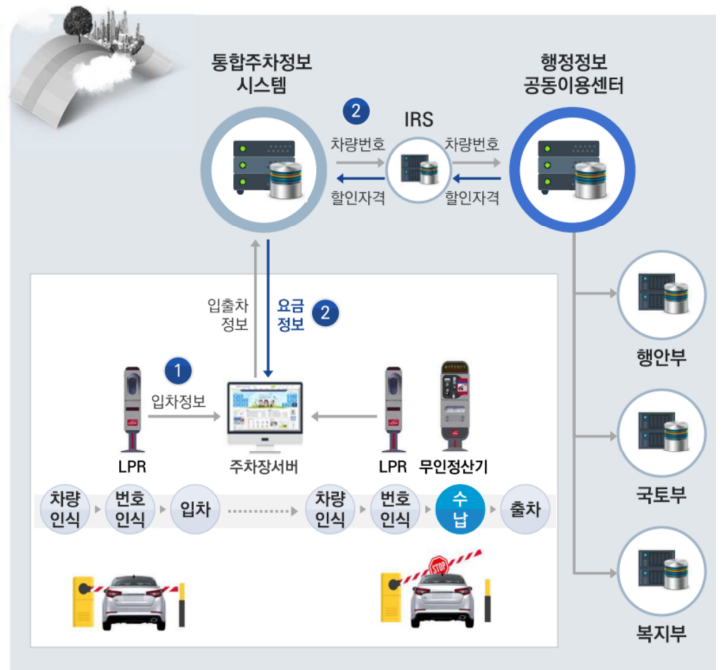 통합주차정보
시스템
행정정보
공동이용센터
2
IRS
차량번호
차량번호
할인자격
할인자격
입출차
정보
요금
정보
2
행안부
1
입차정보
LPR
주차장서버
LPR
무인정산기
국토부
차량
인식
번호
인식
입차
차량
인식
번호
인식
수
납
출차
STOP
복지부